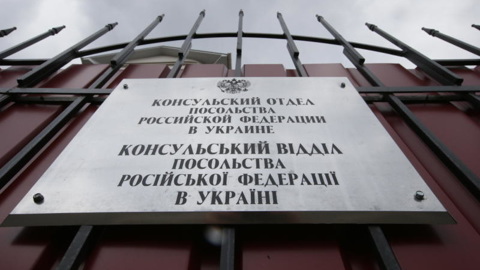 КОНСУЛЬСКИЙ ОТДЕЛ
ПОСОЛЬСТВА
РОССИЙСКОЙ ФЕДЕРАЦИИ
В УКРАИНЕ
КОНСУЛЬСЬКИЙ ВІДДІЛ
ПОСОЛЬСТВА
РОСІЙСЬКОЇ ФЕДЕРАЦІЇ
В УКРАЇНІ